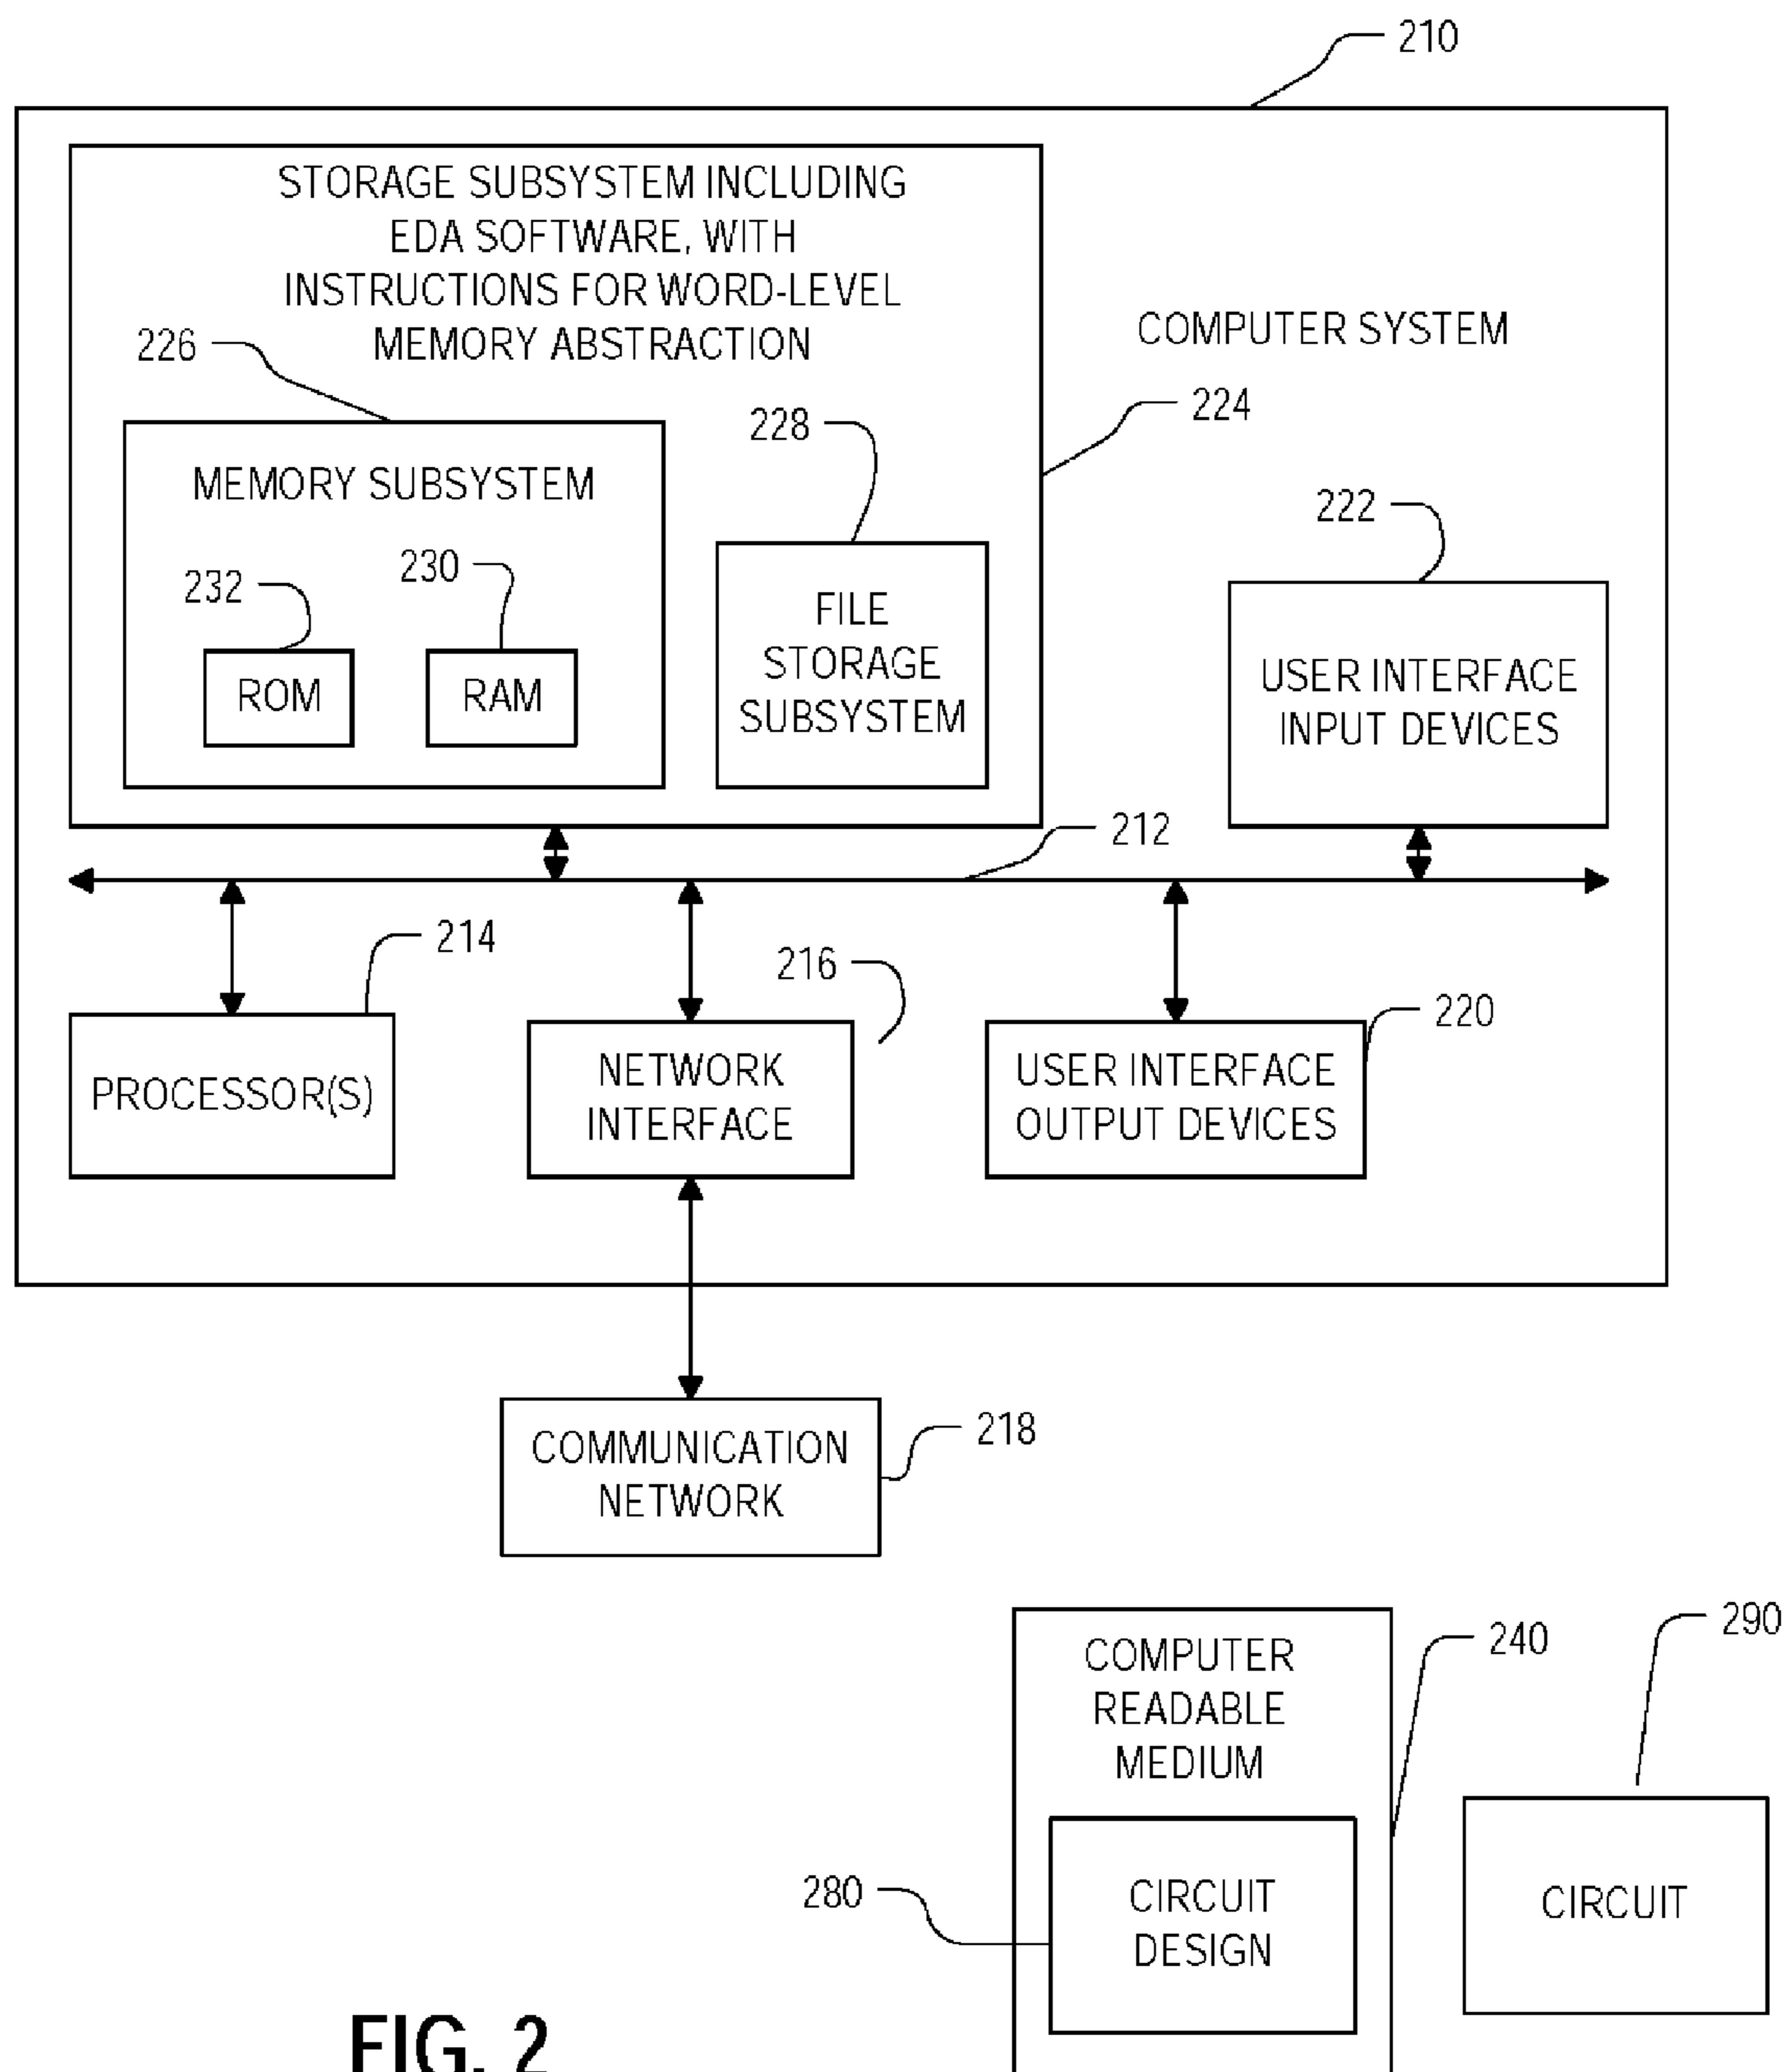 210
STORAGE SUBSYSTEM INCLUDING
EDA SOFTWARE, WITH
INSTRUCTIONS FOR WORD-LEVEL
MEMORY ABSTRACTION
COMPUTER SYSTEM
226
224
228
MEMORY SUBSYSTEM
222
232
230
FILE
STORAGE
SUBSYSTEM
ROM
RAM
USER INTERFACE
INPUT DEVICES
212
214
216
220
PROCESSOR(S)
NETWORK
INTERFACE
USER INTERFACE
OUTPUT DEVICES
218
COMMUNICATION
NETWORK
290
240
COMPUTER
READABLE
MEDIUM
280
CIRCUIT
DESIGN
CIRCUIT
FIG. 2